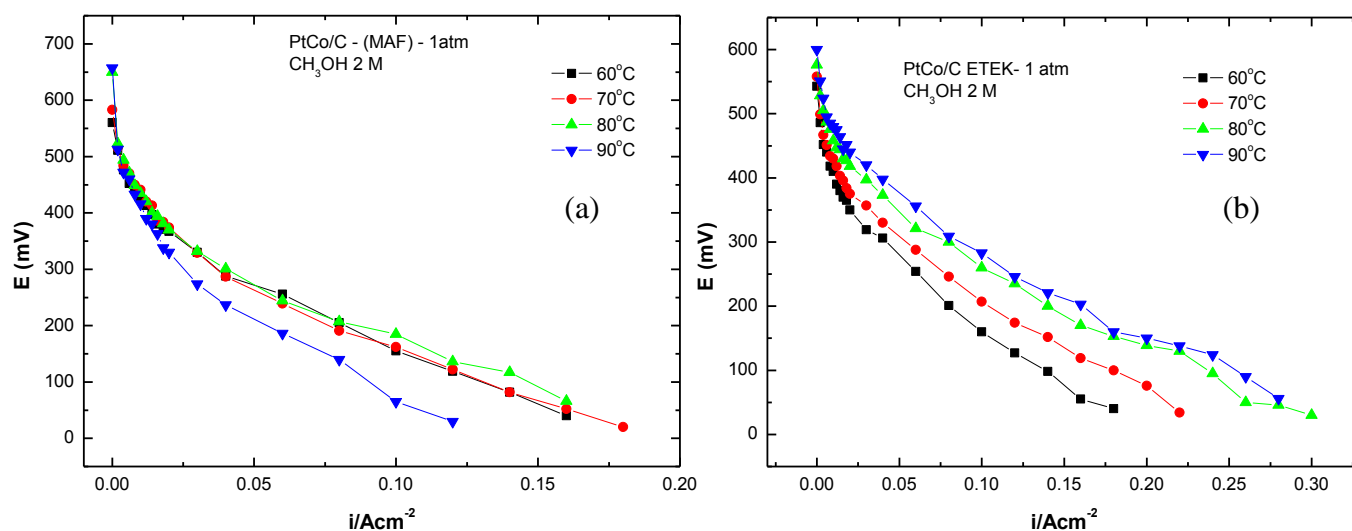 PtCo/C - (MAF) - 1atm
CH₃OH 2 M
60°C
70°C
80°C
90°C
(a)
E (mV)
700
600
500
400
300
200
100
0
0.00
0.05
0.10
0.15
0.20
i/Acm⁻²
PtCo/C ETEK- 1 atm
CH₃OH 2 M
60°C
70°C
80°C
90°C
(b)
E (mV)
600
500
400
300
200
100
0
0.00
0.05
0.10
0.15
0.20
0.25
0.30
i/Acm⁻²